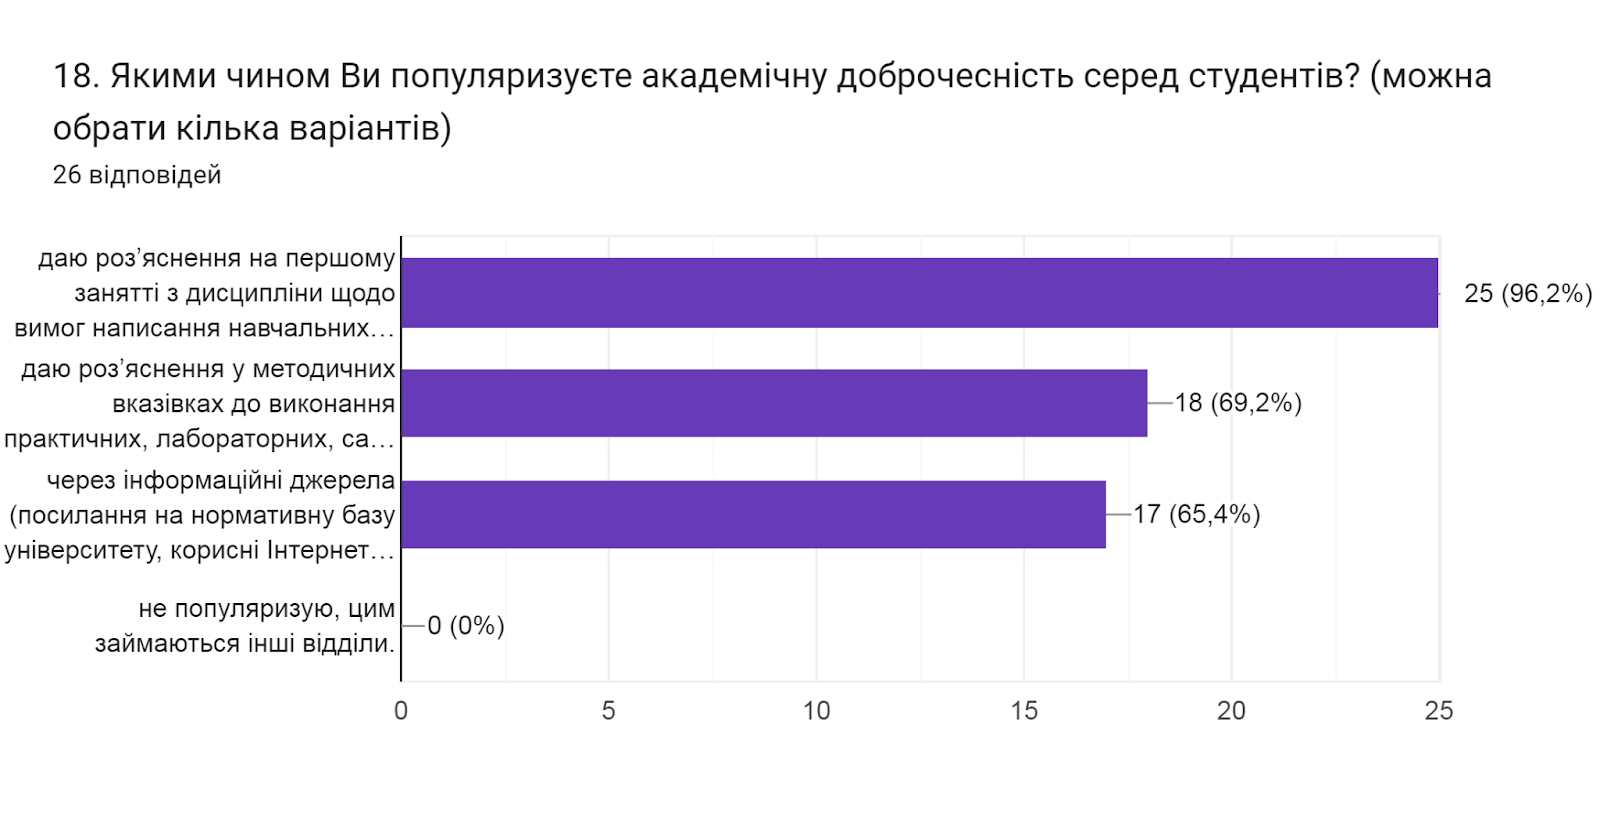 18. Якими чином Ви популяризуєте академічну доброчесність серед студентів? (можна
обрати кілька варіантів)
26 відповідей
даю роз’яснення на першому
занятті з дисципліни щодо
вимог написання навчальних…
25 (96,2%)
даю роз’яснення у методичних
вказівках до виконання
практичних, лабораторних, са…
18 (69,2%)
через інформаційні джерела
(посилання на нормативну базу
університету, корисні Інтернет…
17 (65,4%)
не популяризую, цим
займаються інші відділи.
0 (0%)
0 5 10 15 20 25